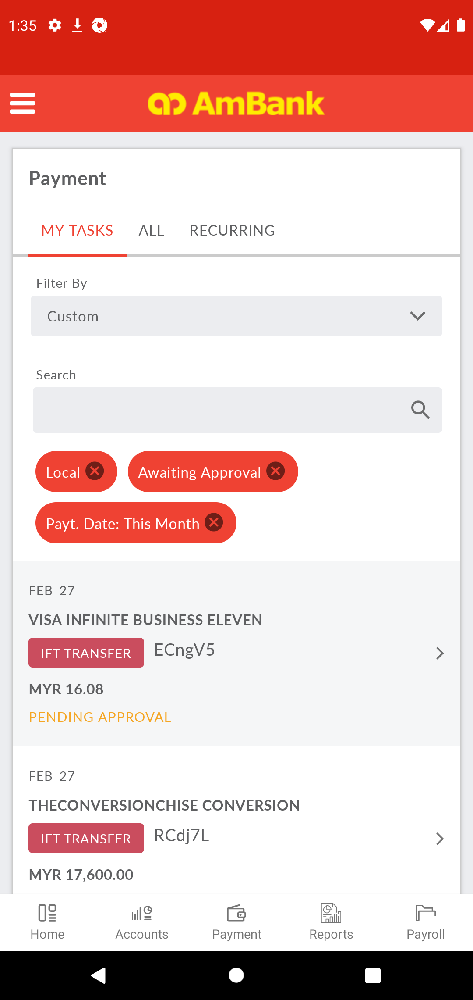 1:35
AmBank
Payment
MY TASKS ALL RECURRING
Filter By
Custom
Search
Local Awaiting Approval
Payt. Date: This Month
FEB 27
VISA INFINITE BUSINESS ELEVEN
IFT TRANSFER ECngV5
MYR 16.08
PENDING APPROVAL
FEB 27
THECONVERSIONCHISE CONVERSION
IFT TRANSFER RCdj7L
MYR 17,600.00
Home Accounts Payment Reports Payroll